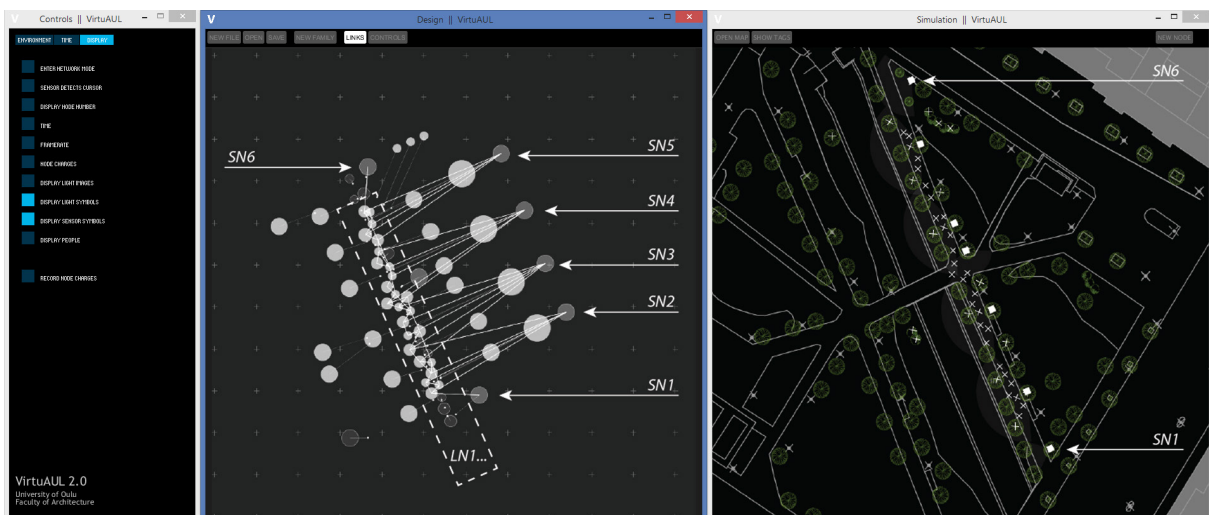 Controls || VirtuAUL
ENVIRONMENT TIME DISPLAY
ENTER NETWORK MODE
SENSOR DETECTS CURSOR
DISPLAY NODE NUMBER
TIME
FRAMERATE
NODE CHARGES
DISPLAY LIGHT IMAGES
DISPLAY LIGHT SYMBOLS
DISPLAY SENSOR SYMBOLS
DISPLAY PEOPLE
RECORD NODE CHARGES
VirtuAUL 2.0
University of Oulu
Faculty of Architecture
V
Design || VirtuAUL
NEW FILE OPEN SAVE NEW FAMILY LINKS CONTROLS
SN6
SN5
SN4
SN3
SN2
SN1
LN1...
V
Simulation || VirtuAUL
OPEN MAP SHOW TAGS NEW NODE
SN6
SN1